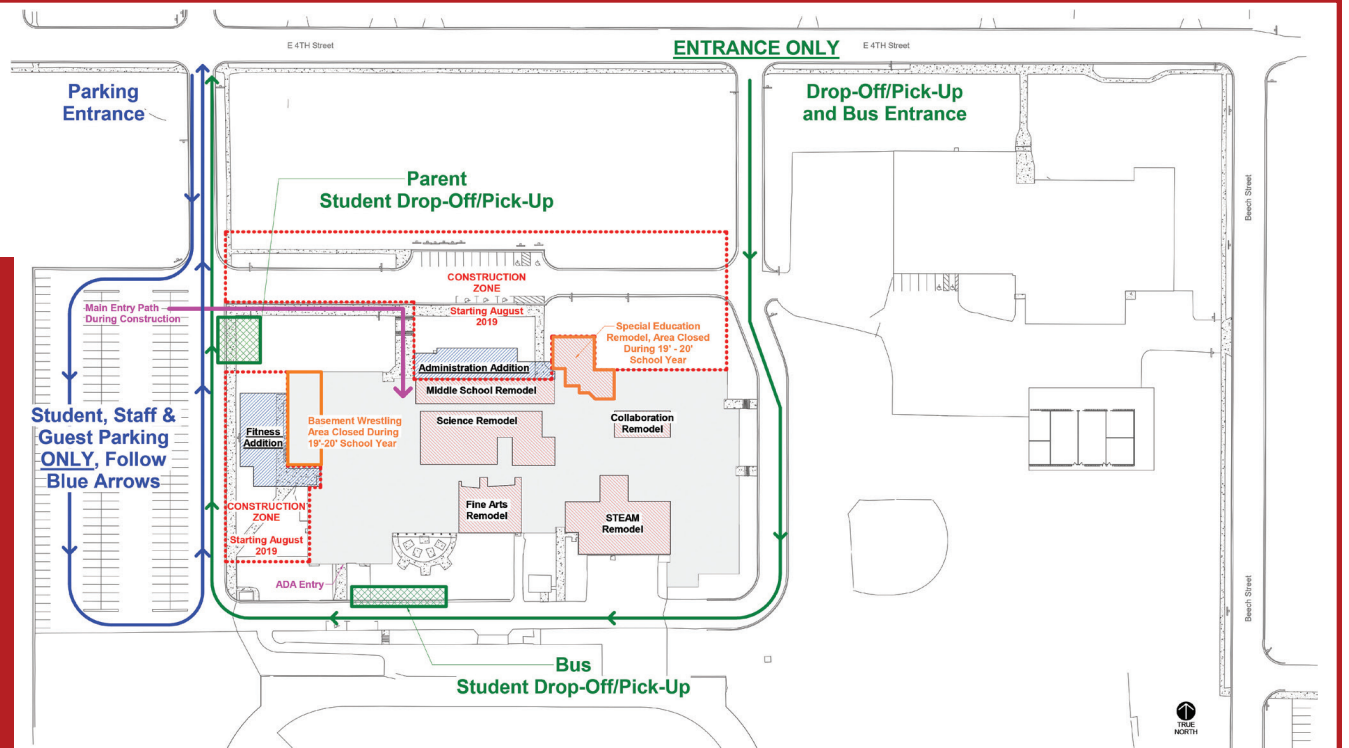 E 4TH Street
ENTRANCE ONLY
E 4TH Street
Parking
Entrance
Drop-Off/Pick-Up
and Bus Entrance
Parent
Student Drop-Off/Pick-Up
Beech Street
CONSTRUCTION
ZONE
Starting August
2019
Main Entry Path
During Construction
Special Education
Remodel, Area Closed
During 19' - 20'
School Year
Administration Addition
Middle School Remodel
Student, Staff &
Guest Parking
ONLY, Follow
Blue Arrows
Fitness
Addition
Basement Wrestling
Area Closed During
19'-20' School Year
Science Remodel
Collaboration
Remodel
CONSTRUCTION
ZONE
Starting August
2019
Fine Arts
Remodel
STEAM
Remodel
ADA Entry
Beech Street
Bus
Student Drop-Off/Pick-Up
TRUE
NORTH